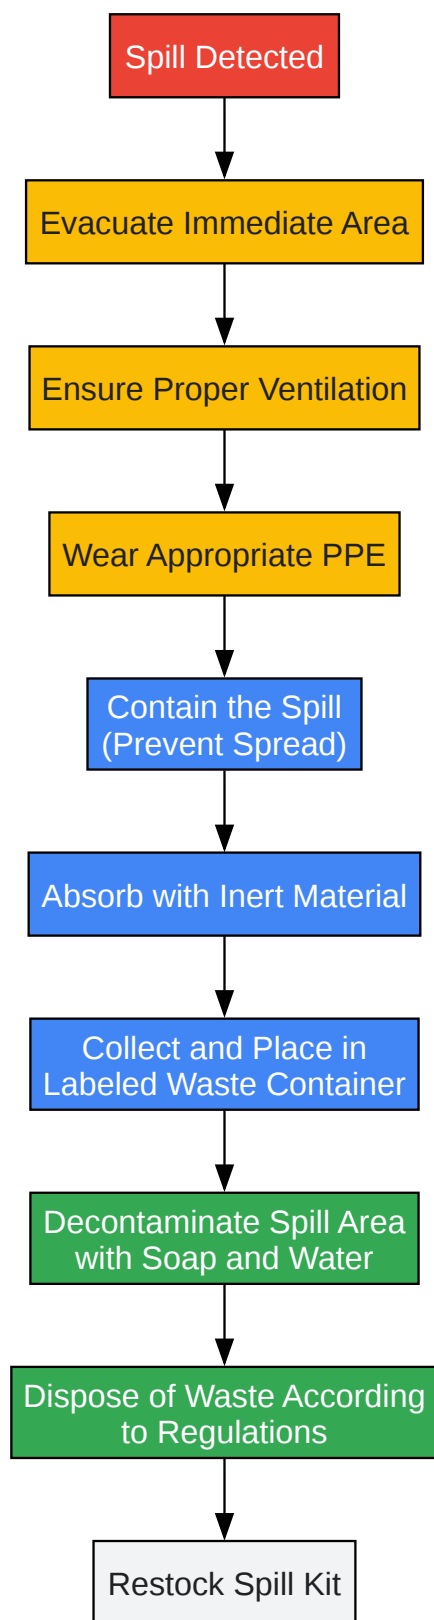 Spill Detected
Evacuate Immediate Area
Ensure Proper Ventilation
Wear Appropriate PPE
Contain the Spill
(Prevent Spread)
Absorb with Inert Material
Collect and Place in
Labeled Waste Container
Decontaminate Spill Area
with Soap and Water
Dispose of Waste According
to Regulations
Restock Spill Kit